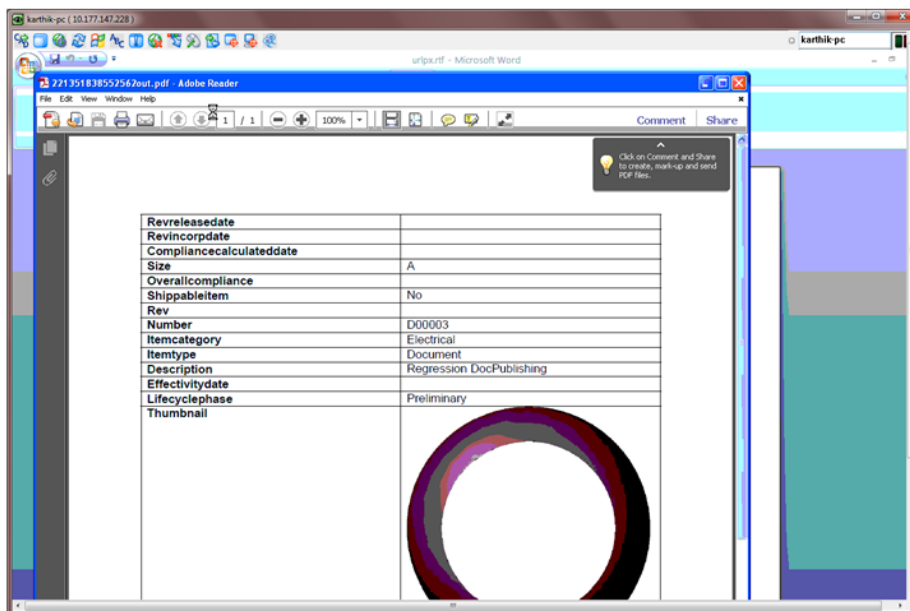 karthik-pc ( 10.177.147.228 )
karthik-pc
urlpx.rtf - Microsoft Word
2213518385525620ut.pdf - Adobe Reader
File Edit View Window Help
1 / 1 100% Comment Share
Click on Comment and Share
to create, mark-up and send
PDF files.
Revreleasedate
Revincorpdate
Compliancecalculateddate
Size A
Overallcompliance
Shippableitem No
Rev
Number D00003
Itemcategory Electrical
Itemtype Document
Description Regression DocPublishing
Effectivitydate
Lifecyclephase Preliminary
Thumbnail